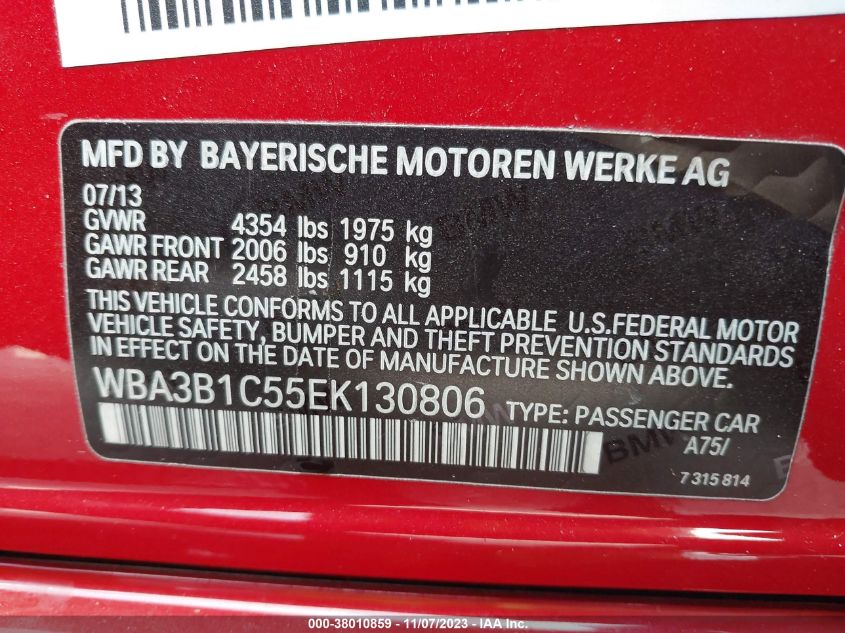 MFD BY BAYERISCHE MOTOREN WERKE AG
07/13
GVWR 4354 lbs 1975 kg
GAWR FRONT 2006 lbs 910 kg
GAWR REAR 2458 lbs 1115 kg
THIS VEHICLE CONFORMS TO ALL APPLICABLE U.S.FEDERAL MOTOR
VEHICLE SAFETY, BUMPER AND THEFT PREVENTION STANDARDS
IN EFFECT ON THE DATE OF MANUFACTURE SHOWN ABOVE.
WBA3B1C55EK130806 TYPE: PASSENGER CAR
A75/
7 315 814
BMW
BMW
BMW
000-38010859 - 11/07/2023 - IAA Inc.